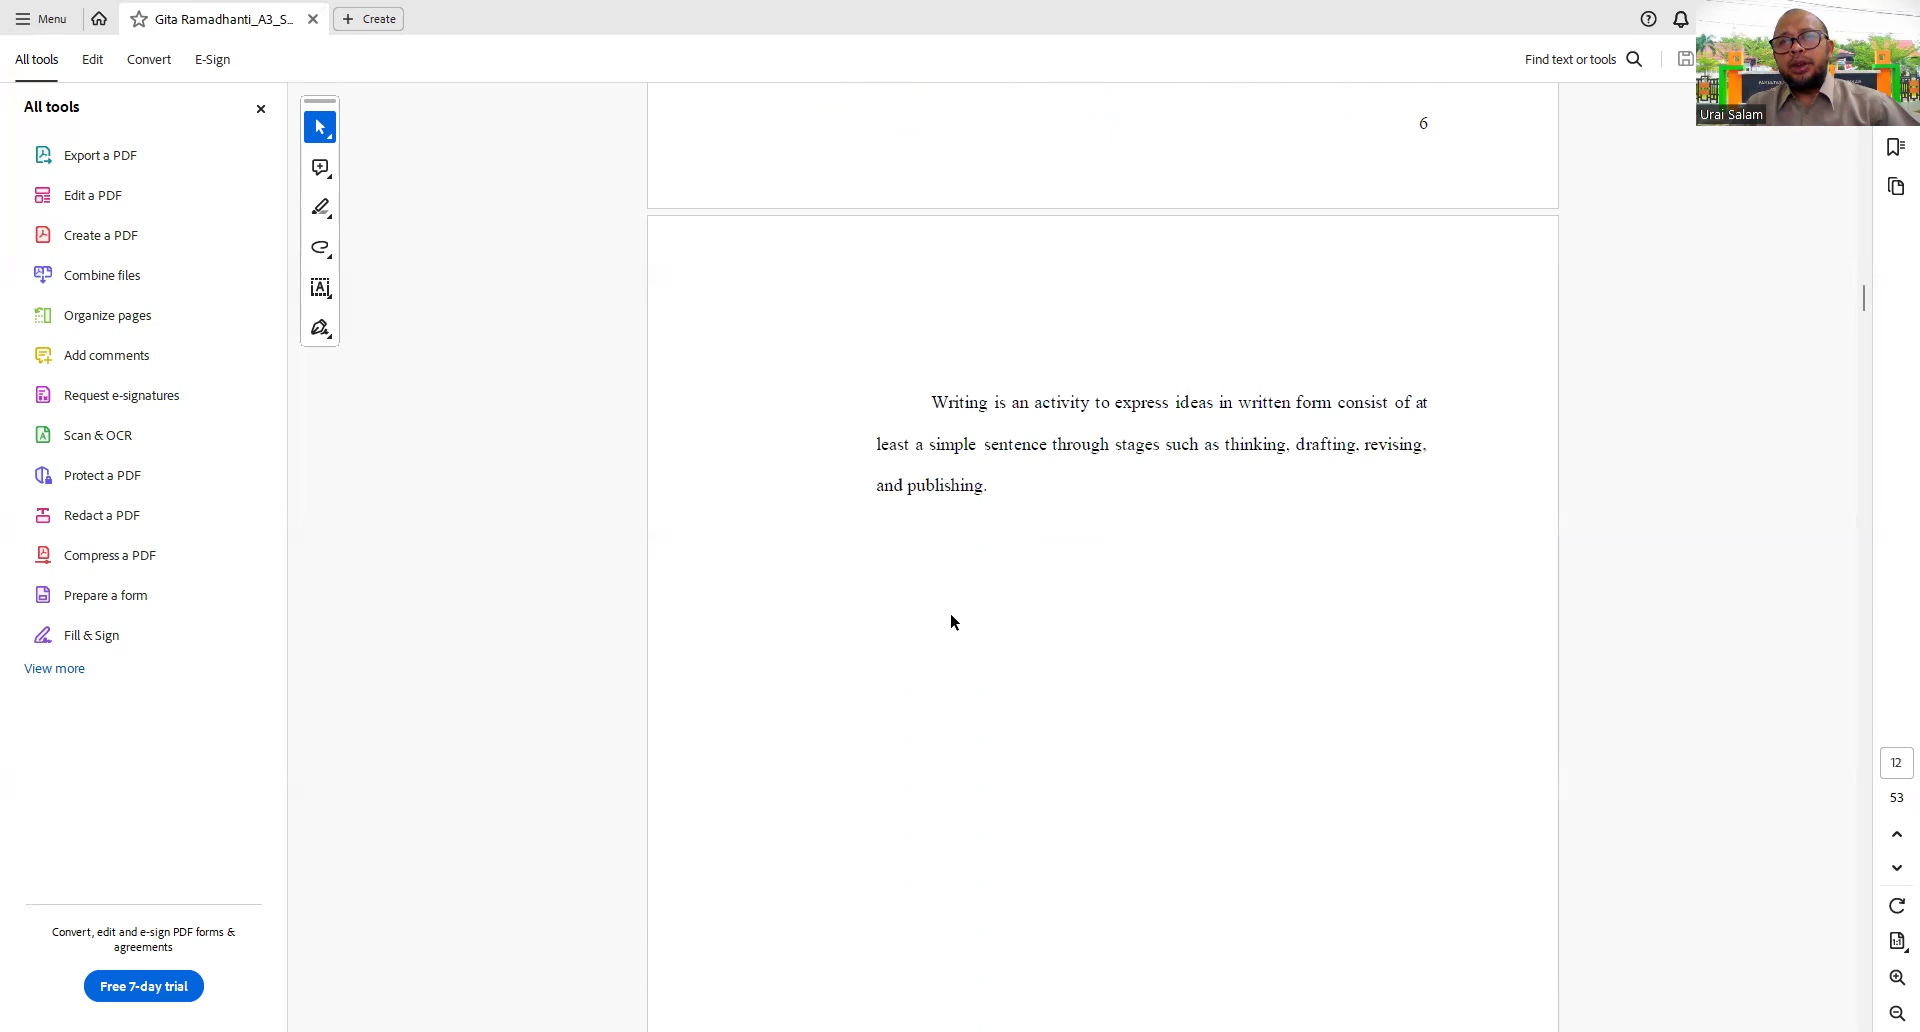 Menu
Gita Ramadhanti_A3_S...
Create
All tools
Edit
Convert
E-Sign
Find text or tools
Urai Salam
All tools
Export a PDF
Edit a PDF
Create a PDF
Combine files
Organize pages
Add comments
Request e-signatures
Scan & OCR
Protect a PDF
Redact a PDF
Compress a PDF
Prepare a form
Fill & Sign
View more
Convert, edit and e-sign PDF forms &
agreements
Free 7-day trial
6
Writing is an activity to express ideas in written form consist of at
least a simple sentence through stages such as thinking, drafting, revising,
and publishing.
12
53